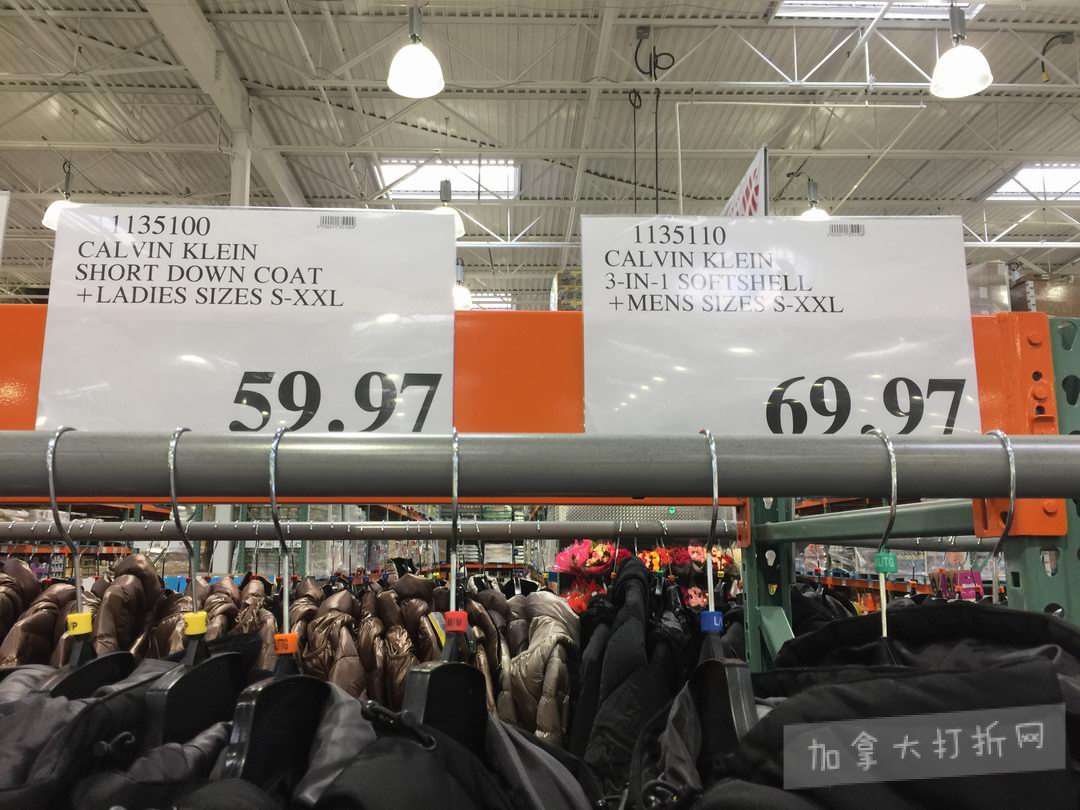 1135100
CALVIN KLEIN
SHORT DOWN COAT
+LADIES SIZES S-XXL
59.97
1135110
CALVIN KLEIN
3-IN-1 SOFTSHELL
+MENS SIZES S-XXL
69.97
加拿大打折网